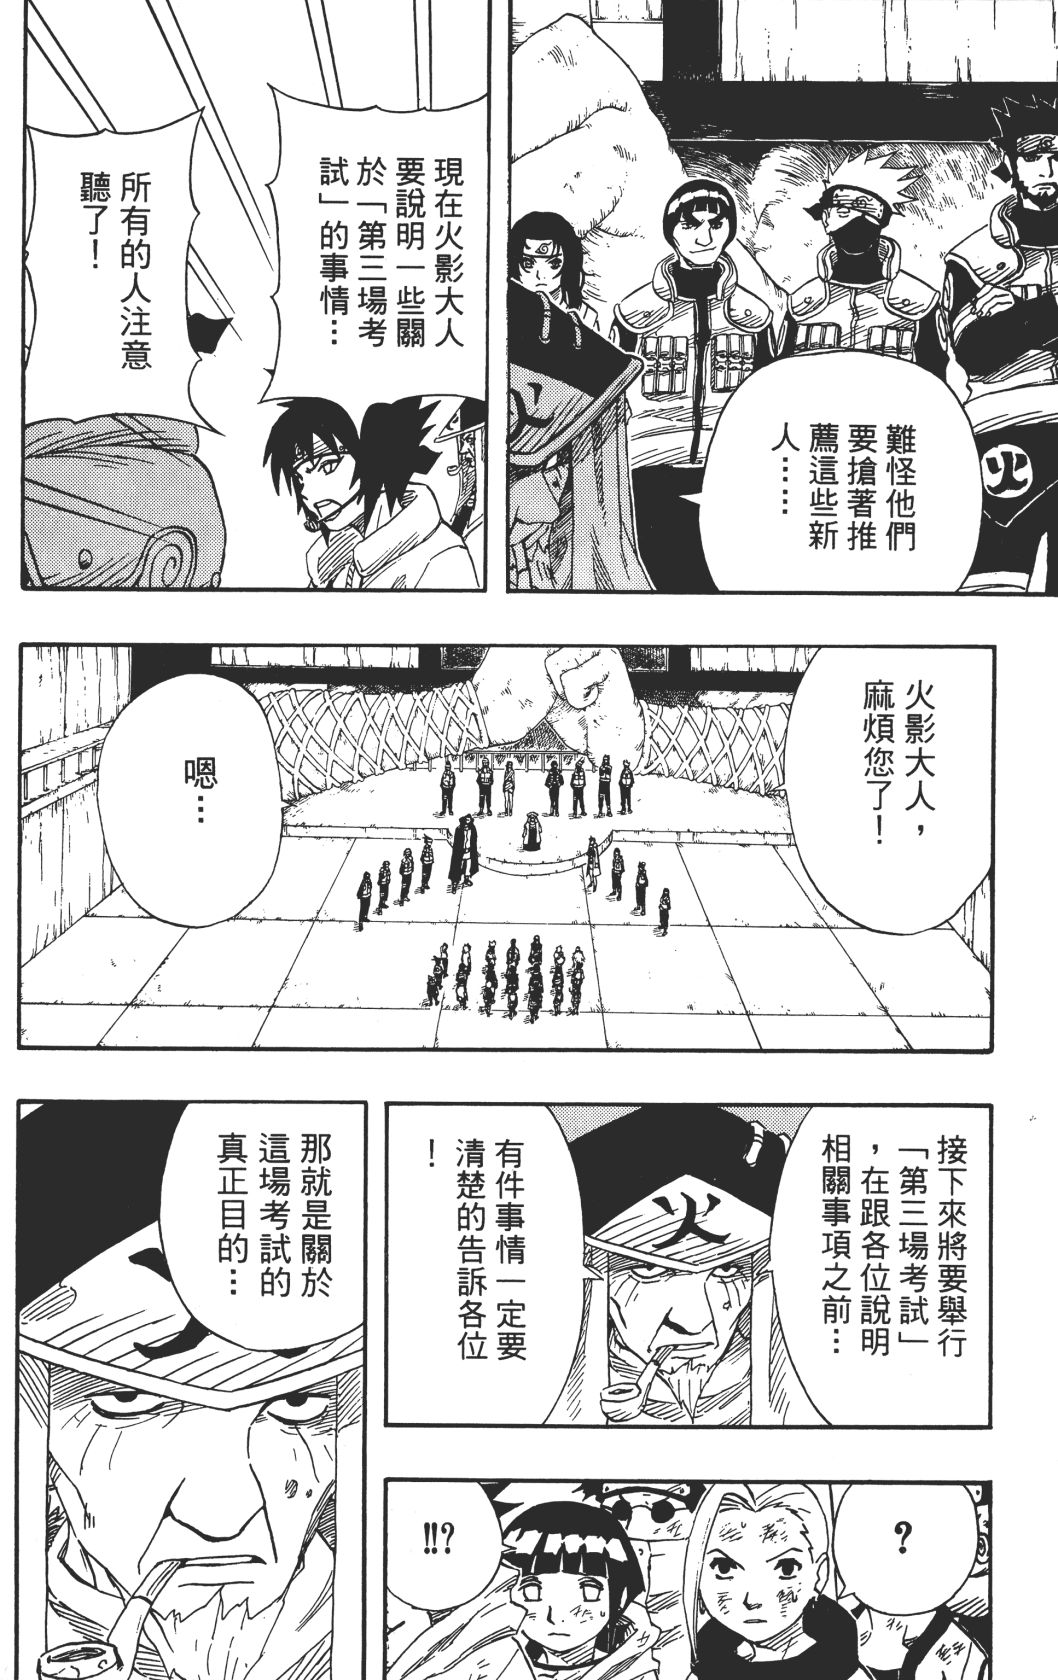 難怪他們
要搶著推
薦這些新
人……
火
火
現在火影大人
要說明一些關
於「第三場考
試」的事情…
所有的人注意
聽了！
火影大人，
麻煩您了！
嗯…
接下來將要舉行
「第三場考試」
，在跟各位說明
相關事項之前…
火
有件事情一定要
清楚的告訴各位
！
那就是關於
這場考試的
真正目的…
？
!!?